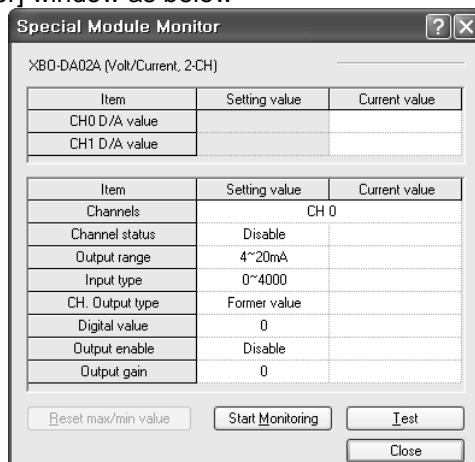 or] window as below
Special Module Monitor
XBO-DA02A (Volt/Current, 2-CH)
Item Setting value Current value
CH0 D/A value
CH1 D/A value
Item Setting value Current value
Channels CH 0
Channel status Disable
Output range 4~20mA
Input type 0~4000
CH. Output type Former value
Digital value 0
Output enable Disable
Output gain 0
Reset max/min value Start Monitoring Test
Close